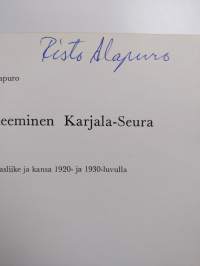 Risto Alapuro
apuro
eeminen Karjala-Seura
asliike ja kansa 1920- ja 1930-luvulla